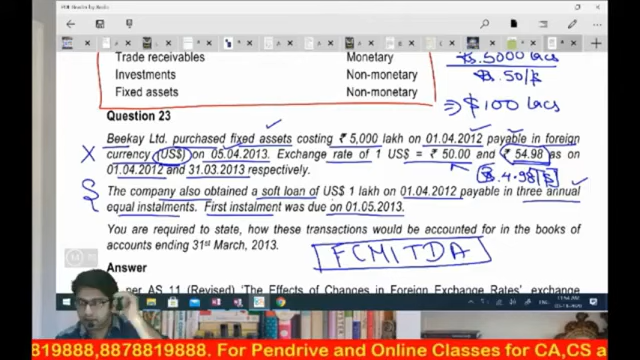 Trade receivables Monetary
Investments Non-monetary
Fixed assets Non-monetary
Rs.5000 lacs
Rs.50/$
⇒ $100 lacs
Question 23
Beekay Ltd. purchased fixed assets costing ₹ 5,000 lakh on 01.04.2012 payable in foreign
currency (US$) on 05.04.2013. Exchange rate of 1 US$ = ₹ 50.00 and ₹ 54.98 as on
01.04.2012 and 31.03.2013 respectively.
Rs.4.98/$
The company also obtained a soft loan of US$ 1 lakh on 01.04.2012 payable in three annual
equal instalments. First instalment was due on 01.05.2013.
You are required to state, how these transactions would be accounted for in the books of
accounts ending 31st March, 2013.
FCMITDA
Answer
per AS 11 (Revised) 'The Effects of Changes in Foreign Exchange Rates', exchange
819888,8878819888. For Pendrive and Online Classes for CA,CS a